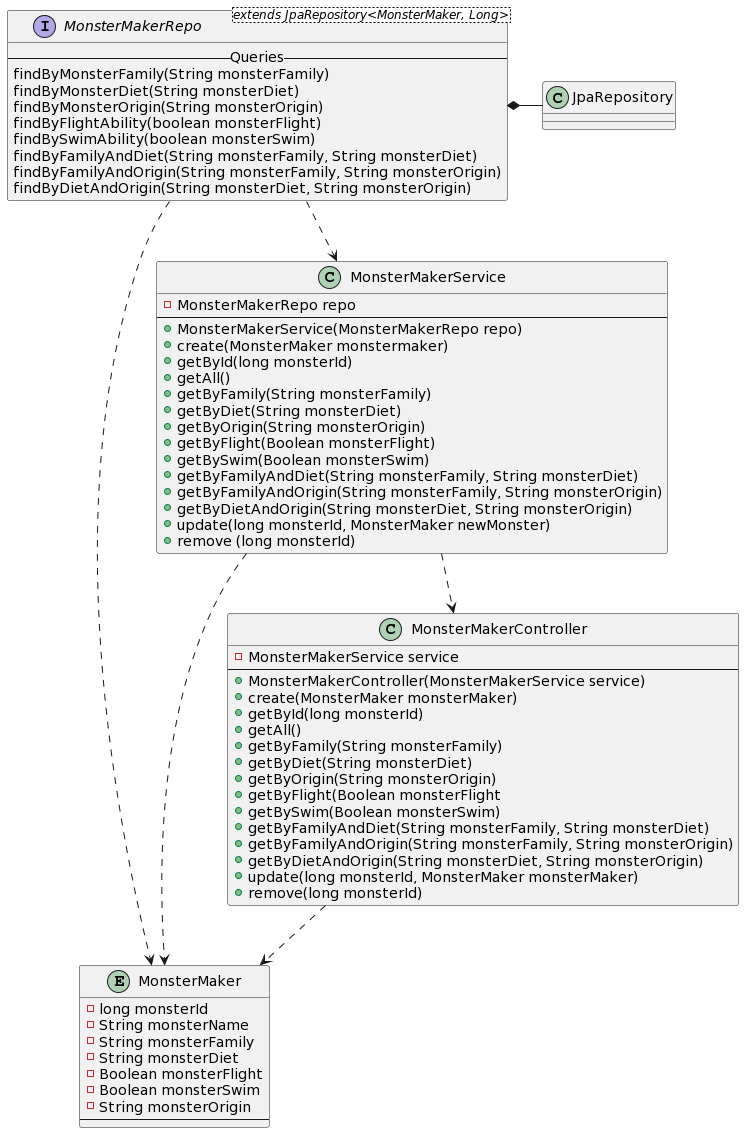 I MonsterMakerRepo
extends JpaRepository<MonsterMaker, Long>
Queries
findByMonsterFamily(String monsterFamily)
findByMonsterDiet(String monsterDiet)
findByMonsterOrigin(String monsterOrigin)
findByFlightAbility(boolean monsterFlight)
findBySwimAbility(boolean monsterSwim)
findByFamilyAndDiet(String monsterFamily, String monsterDiet)
findByFamilyAndOrigin(String monsterFamily, String monsterOrigin)
findByDietAndOrigin(String monsterDiet, String monsterOrigin)
C JpaRepository
C MonsterMakerService
MonsterMakerRepo repo
MonsterMakerService(MonsterMakerRepo repo)
create(MonsterMaker monstermaker)
getById(long monsterId)
getAll()
getByFamily(String monsterFamily)
getByDiet(String monsterDiet)
getByOrigin(String monsterOrigin)
getByFlight(Boolean monsterFlight)
getBySwim(Boolean monsterSwim)
getByFamilyAndDiet(String monsterFamily, String monsterDiet)
getByFamilyAndOrigin(String monsterFamily, String monsterOrigin)
getByDietAndOrigin(String monsterDiet, String monsterOrigin)
update(long monsterId, MonsterMaker newMonster)
remove (long monsterId)
C MonsterMakerController
MonsterMakerService service
MonsterMakerController(MonsterMakerService service)
create(MonsterMaker monsterMaker)
getById(long monsterId)
getAll()
getByFamily(String monsterFamily)
getByDiet(String monsterDiet)
getByOrigin(String monsterOrigin)
getByFlight(Boolean monsterFlight
getBySwim(Boolean monsterSwim)
getByFamilyAndDiet(String monsterFamily, String monsterDiet)
getByFamilyAndOrigin(String monsterFamily, String monsterOrigin)
getByDietAndOrigin(String monsterDiet, String monsterOrigin)
update(long monsterId, MonsterMaker monsterMaker)
remove(long monsterId)
E MonsterMaker
long monsterId
String monsterName
String monsterFamily
String monsterDiet
Boolean monsterFlight
Boolean monsterSwim
String monsterOrigin